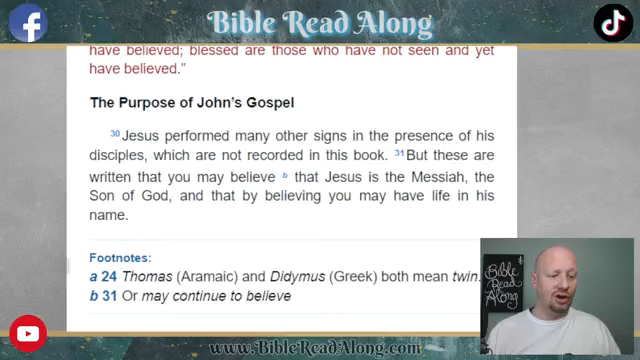 Bible Read Along
have believed; blessed are those who have not seen and yet
have believed.”
The Purpose of John’s Gospel
30 Jesus performed many other signs in the presence of his
disciples, which are not recorded in this book. 31 But these are
written that you may believe b that Jesus is the Messiah, the
Son of God, and that by believing you may have life in his
name.
Footnotes:
a 24 Thomas (Aramaic) and Didymus (Greek) both mean twin.
b 31 Or may continue to believe
Bible
Read
Along
www.BibleReadAlong.com